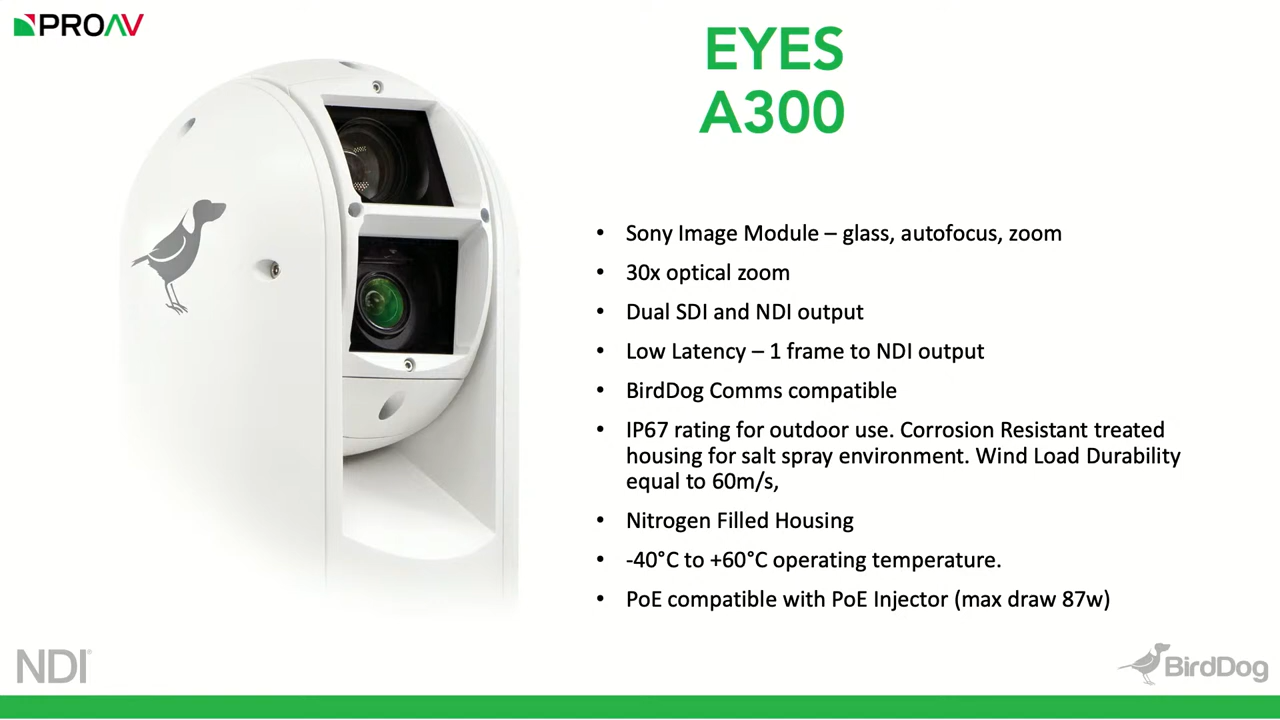 PROAV
EYES
A300
• Sony Image Module – glass, autofocus, zoom
• 30x optical zoom
• Dual SDI and NDI output
• Low Latency – 1 frame to NDI output
• BirdDog Comms compatible
• IP67 rating for outdoor use. Corrosion Resistant treated
housing for salt spray environment. Wind Load Durability
equal to 60m/s,
• Nitrogen Filled Housing
• -40°C to +60°C operating temperature.
• PoE compatible with PoE Injector (max draw 87w)
NDI®
BirdDog